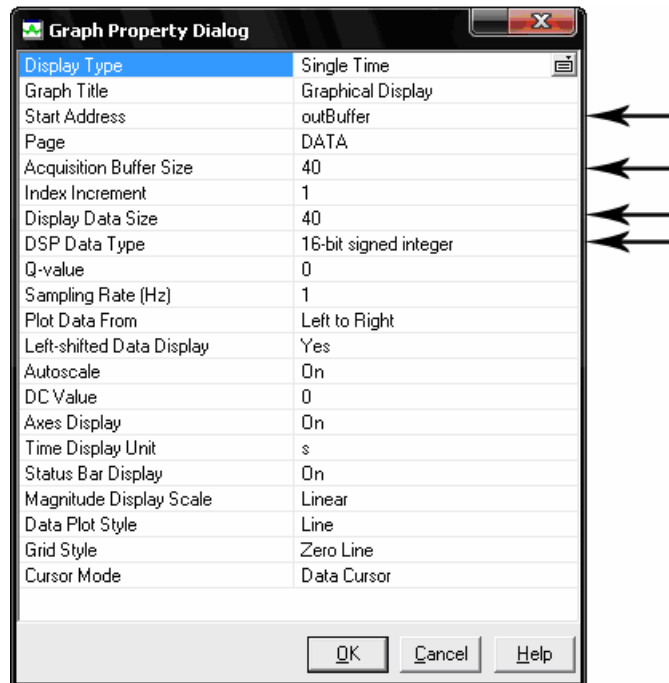 Graph Property Dialog
Display Type Single Time
Graph Title Graphical Display
Start Address outBuffer
Page DATA
Acquisition Buffer Size 40
Index Increment 1
Display Data Size 40
DSP Data Type 16-bit signed integer
Q-value 0
Sampling Rate (Hz) 1
Plot Data From Left to Right
Left-shifted Data Display Yes
Autoscale On
DC Value 0
Axes Display On
Time Display Unit s
Status Bar Display On
Magnitude Display Scale Linear
Data Plot Style Line
Grid Style Zero Line
Cursor Mode Data Cursor
OK Cancel Help